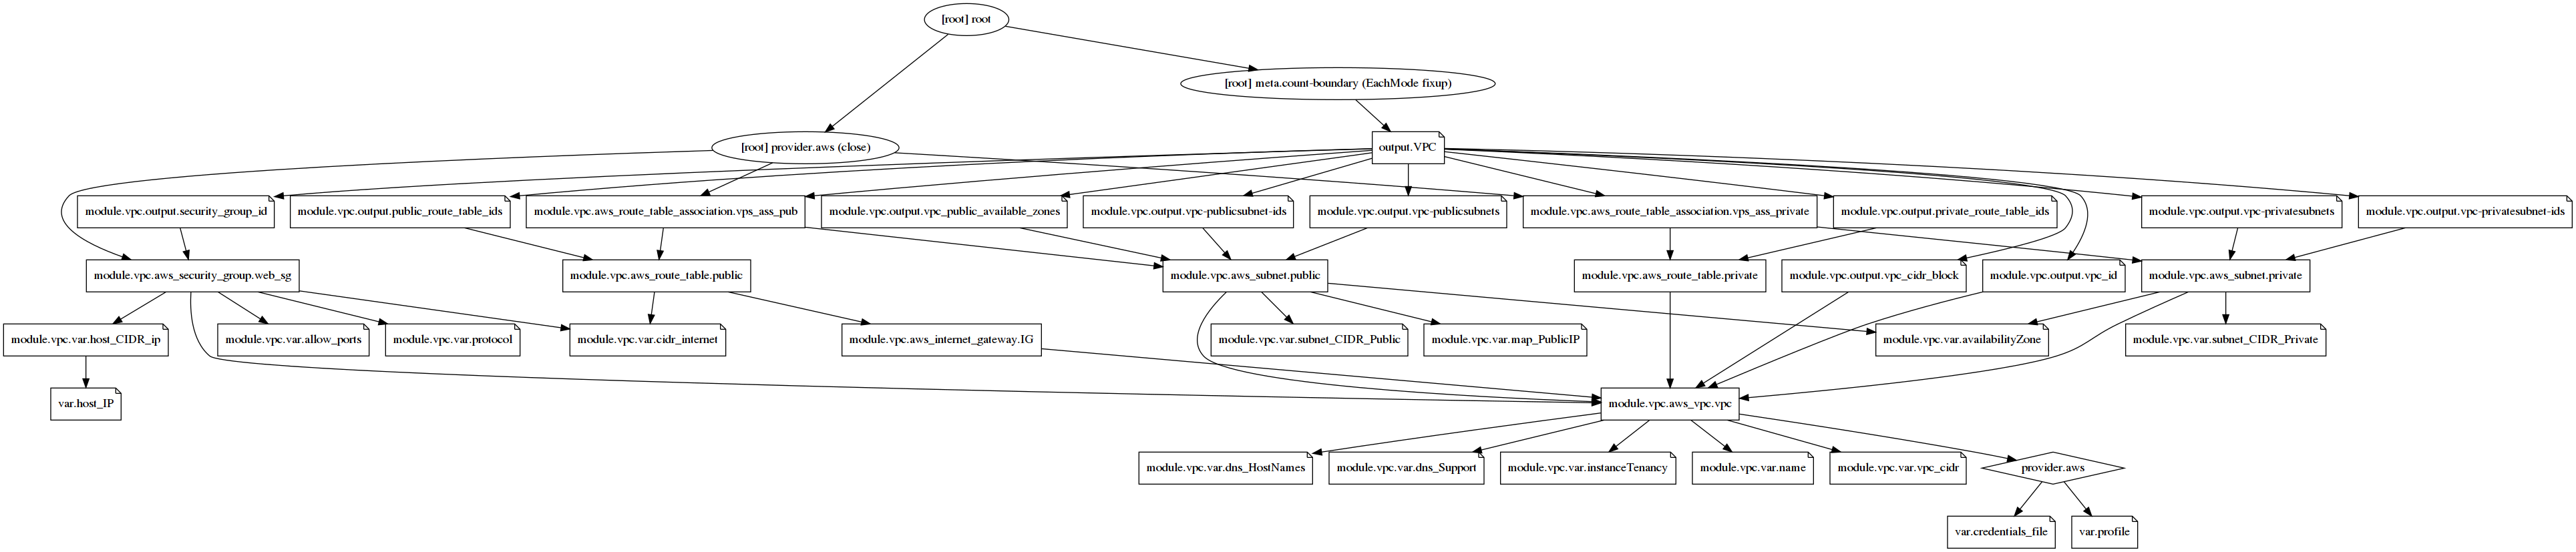 [root] root
[root] meta.count-boundary (EachMode fixup)
[root] provider.aws (close)
output.VPC
module.vpc.output.security_group_id
module.vpc.output.public_route_table_ids
module.vpc.aws_route_table_association.vps_ass_pub
module.vpc.output.vpc_public_available_zones
module.vpc.output.vpc-publicsubnet-ids
module.vpc.output.vpc-publicsubnets
module.vpc.aws_route_table_association.vps_ass_private
module.vpc.output.private_route_table_ids
module.vpc.output.vpc-privatesubnets
module.vpc.output.vpc-privatesubnet-ids
module.vpc.aws_security_group.web_sg
module.vpc.aws_route_table.public
module.vpc.aws_subnet.public
module.vpc.aws_route_table.private
module.vpc.output.vpc_cidr_block
module.vpc.output.vpc_id
module.vpc.aws_subnet.private
module.vpc.var.host_CIDR_ip
module.vpc.var.allow_ports
module.vpc.var.protocol
module.vpc.var.cidr_internet
module.vpc.aws_internet_gateway.IG
module.vpc.var.subnet_CIDR_Public
module.vpc.var.map_PublicIP
module.vpc.var.availabilityZone
module.vpc.var.subnet_CIDR_Private
var.host_IP
module.vpc.aws_vpc.vpc
module.vpc.var.dns_HostNames
module.vpc.var.dns_Support
module.vpc.var.instanceTenancy
module.vpc.var.name
module.vpc.var.vpc_cidr
provider.aws
var.credentials_file
var.profile